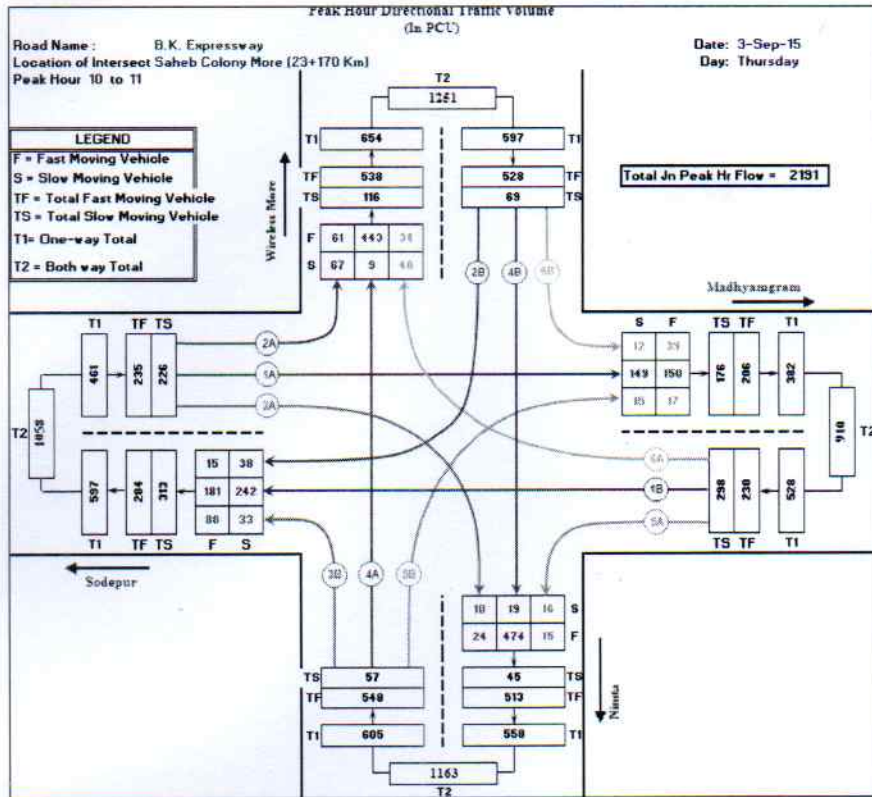 Peak Hour Directional Traffic Volume
(In PCU)
Road Name : B.K. Expressway
Date: 3-Sep-15
Location of Intersect Saheb Colony More (23+170 Km)
Day: Thursday
Peak Hour 10 to 11
T2
1251
LEGEND
F = Fast Moving Vehicle
S = Slow Moving Vehicle
TF = Total Fast Moving Vehicle
TS = Total Slow Moving Vehicle
T1= One-way Total
T2 = Both way Total
Wireless More
T1 654 597 T1
TF 538 528 TF
TS 116 69 TS
Total Jn Peak Hr Flow = 2191
F 61 443
S 67 9
2B 4B 6B
Madhyamgram
T1 TF TS
S F TS TF T1
461 235 226
2A
1A
3A
12 39
149 150
15 17
176 206 382
T2 1058
910 T2
597 284 313
15 38
181 242
88 33
6A
1B
5A
298 230 528
T1 TF TS F S
TS TF T1
Sodepur
3B 4A 5B
18 19 16 S
24 474 15 F
TS 57 45 TS
TF 548 513 TF
T1 605 558 T1
Nimta
1163
T2